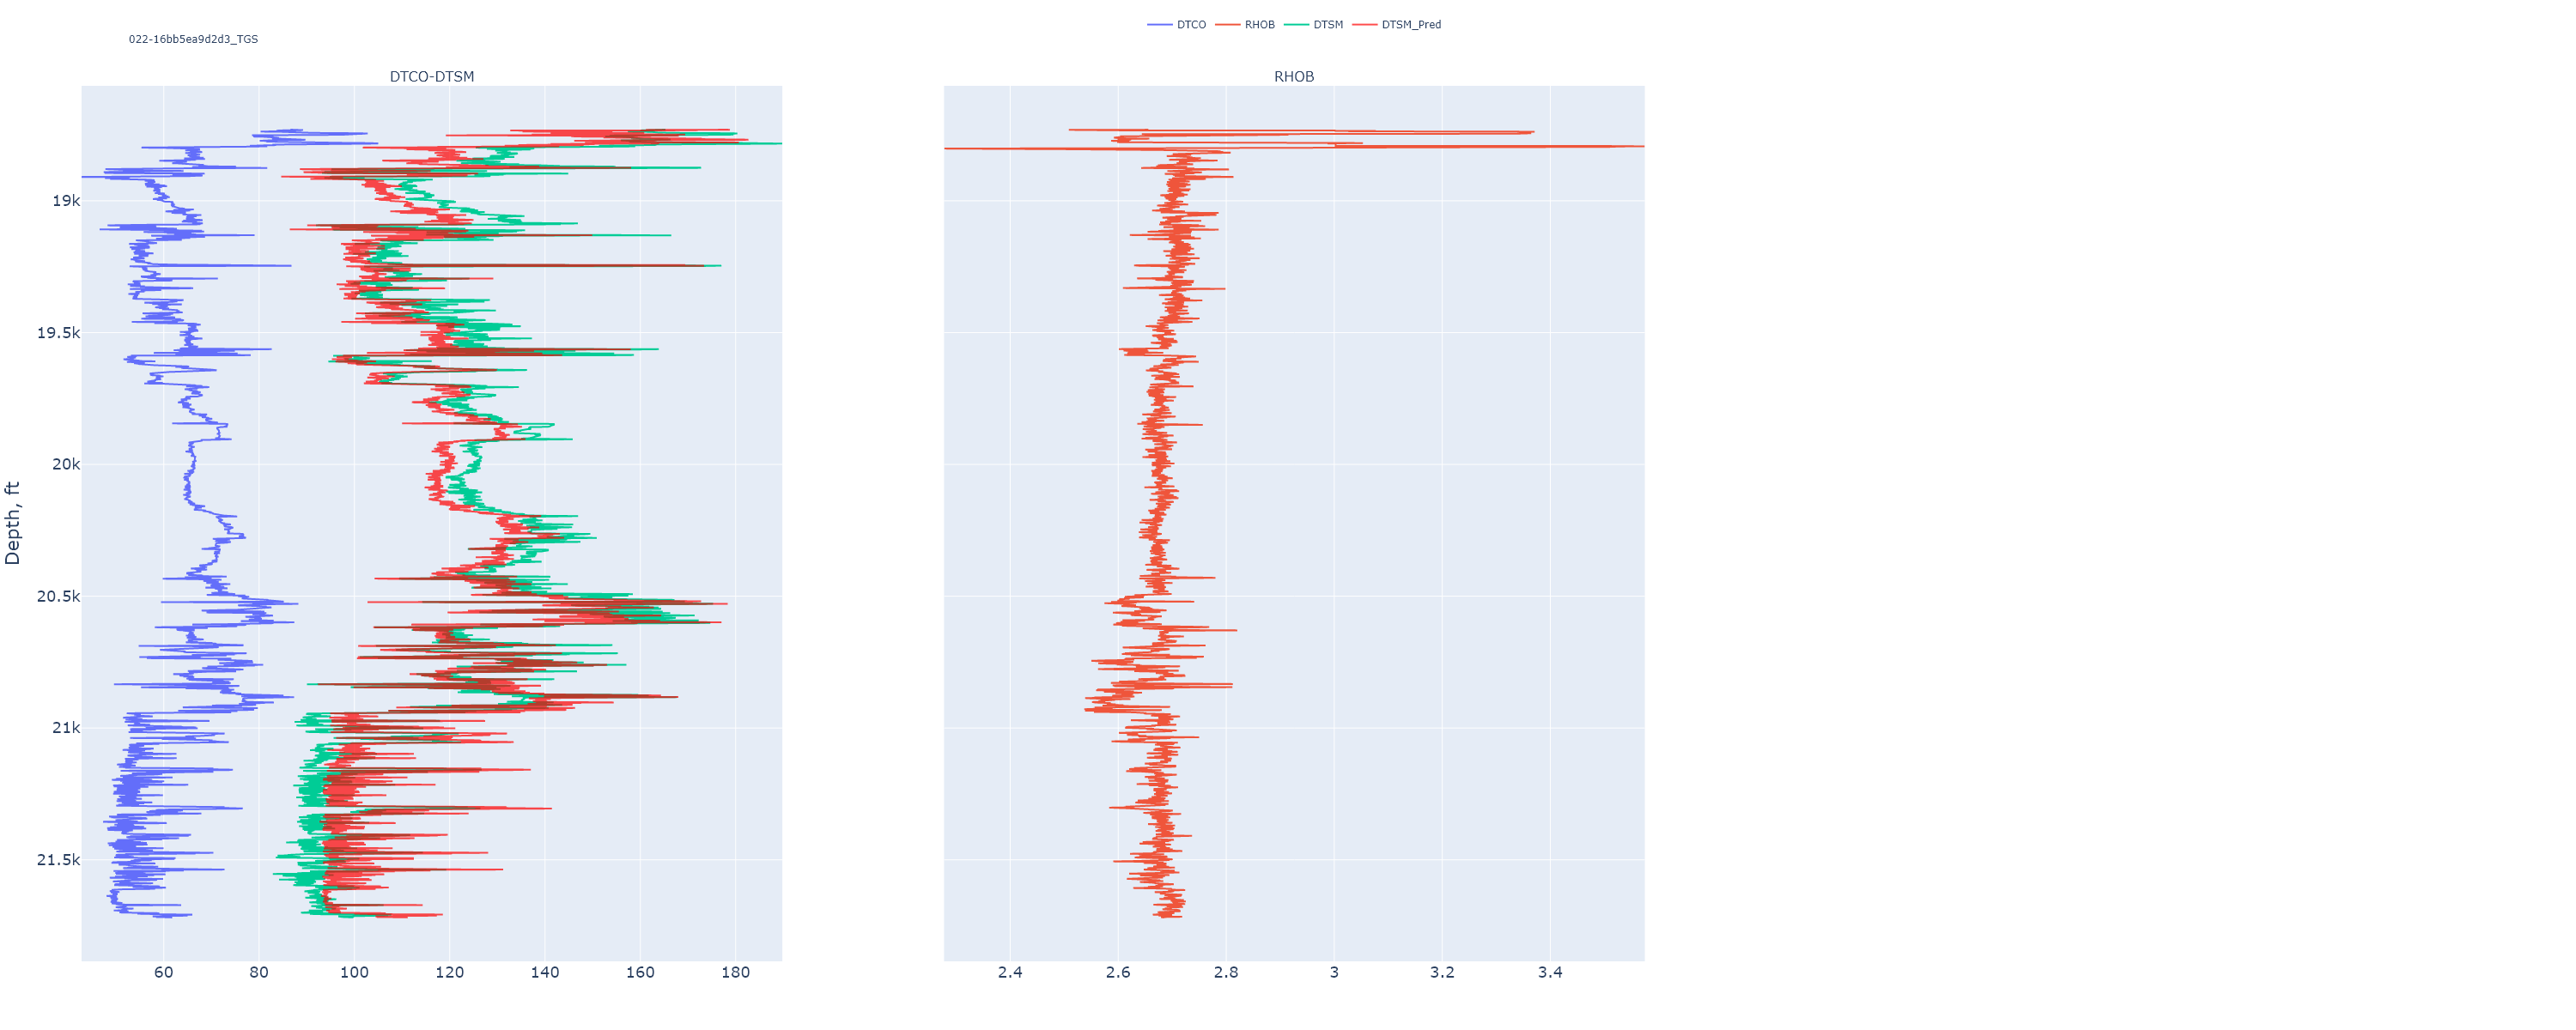 DTCO RHOB DTSM DTSM_Pred
022-16bb5ea9d2d3_TGS
DTCO-DTSM
RHOB
Depth, ft
19k
19.5k
20k
20.5k
21k
21.5k
60 80 100 120 140 160 180
2.4 2.6 2.8 3 3.2 3.4